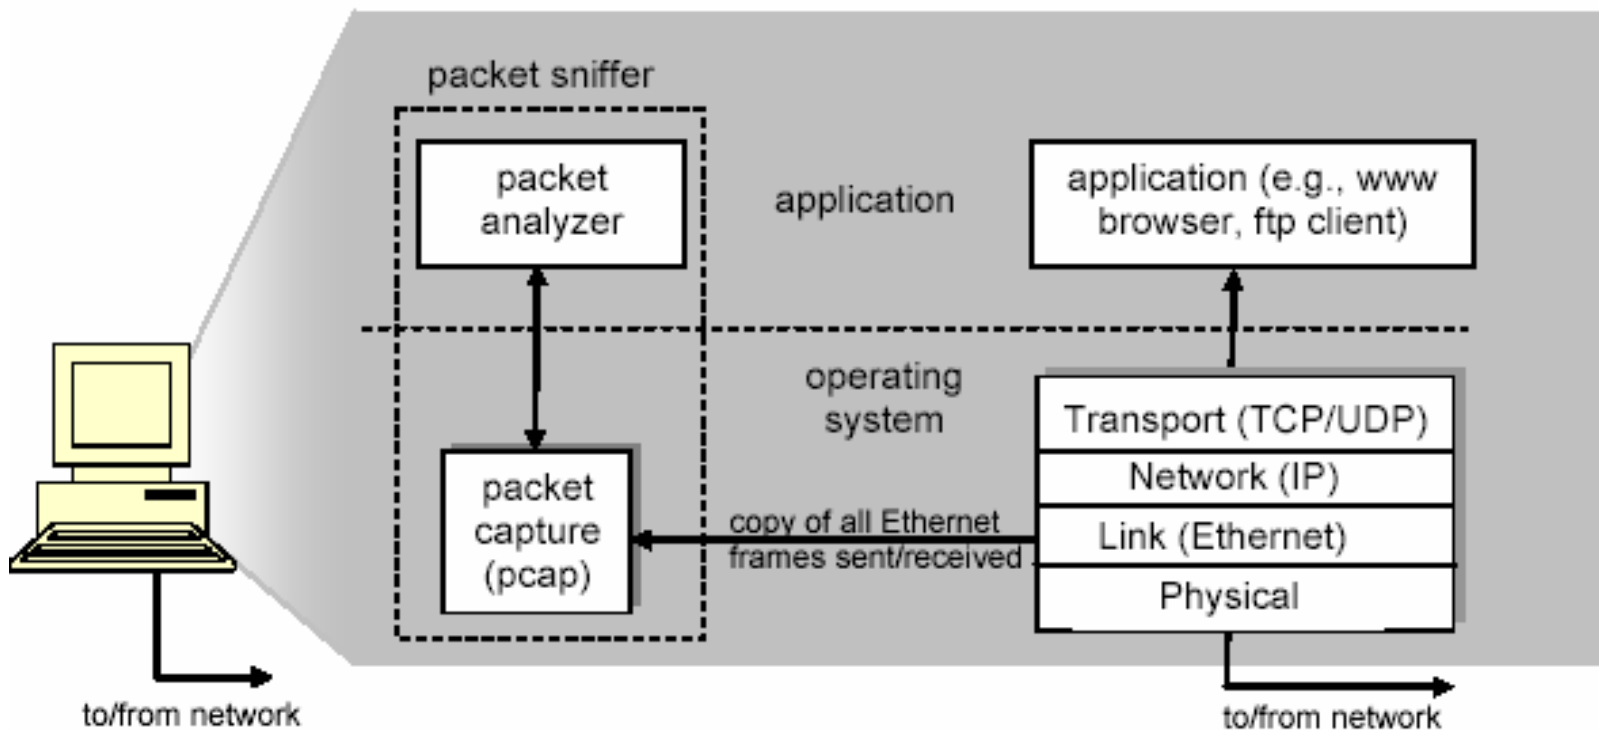 packet sniffer
packet
analyzer
application
application (e.g., www
browser, ftp client)
operating
system
packet
capture
(pcap)
copy of all Ethernet
frames sent/received
Transport (TCP/UDP)
Network (IP)
Link (Ethernet)
Physical
to/from network
to/from network